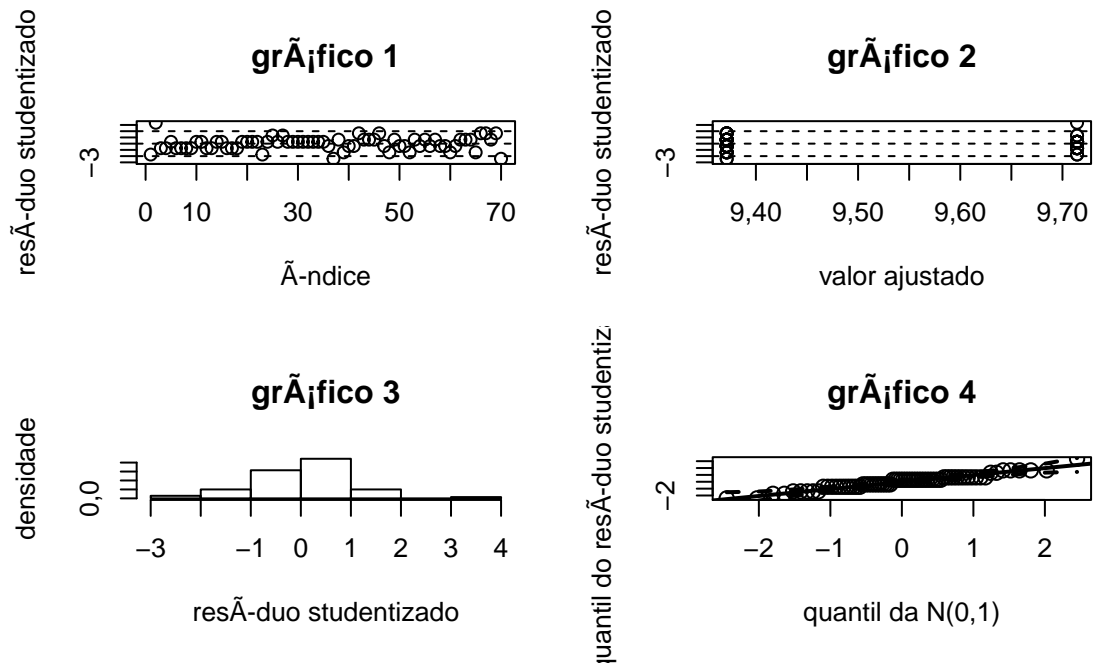 grÃ¡fico 1
resÃ-duo studentizado
−3
0 10 30 50 70
Ã-ndice
grÃ¡fico 2
resÃ-duo studentizado
−3
9,40 9,50 9,60 9,70
valor ajustado
grÃ¡fico 3
densidade
0,0
−3 −1 0 1 2 3 4
resÃ-duo studentizado
grÃ¡fico 4
quantil do resÃ-duo studentiz
−2
−2 −1 0 1 2
quantil da N(0,1)